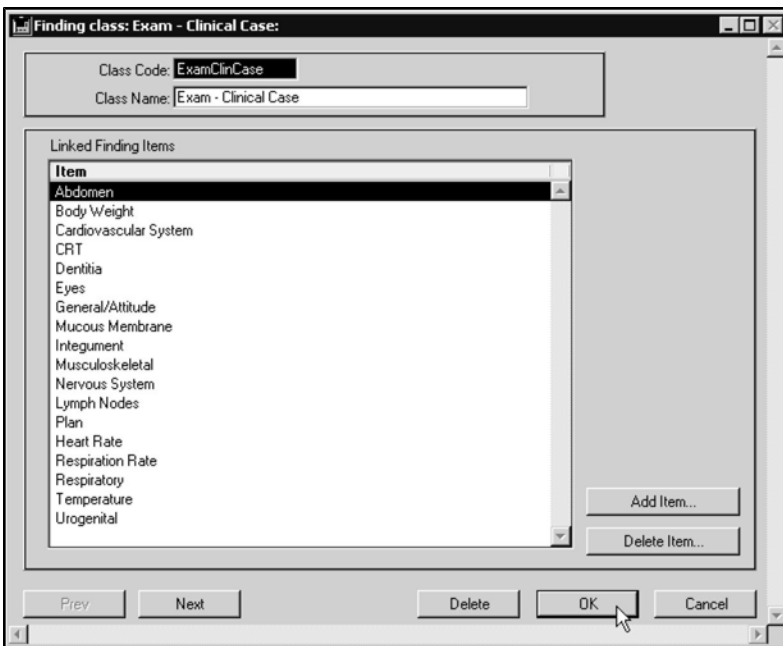 Finding class: Exam - Clinical Case:
Class Code: ExamClinCase
Class Name: Exam - Clinical Case
Linked Finding Items
Item
Abdomen
Body Weight
Cardiovascular System
CRT
Dentitia
Eyes
General/Attitude
Mucous Membrane
Integument
Musculoskeletal
Nervous System
Lymph Nodes
Plan
Heart Rate
Respiration Rate
Respiratory
Temperature
Urogenital
Add Item...
Delete Item...
Prev Next Delete OK Cancel